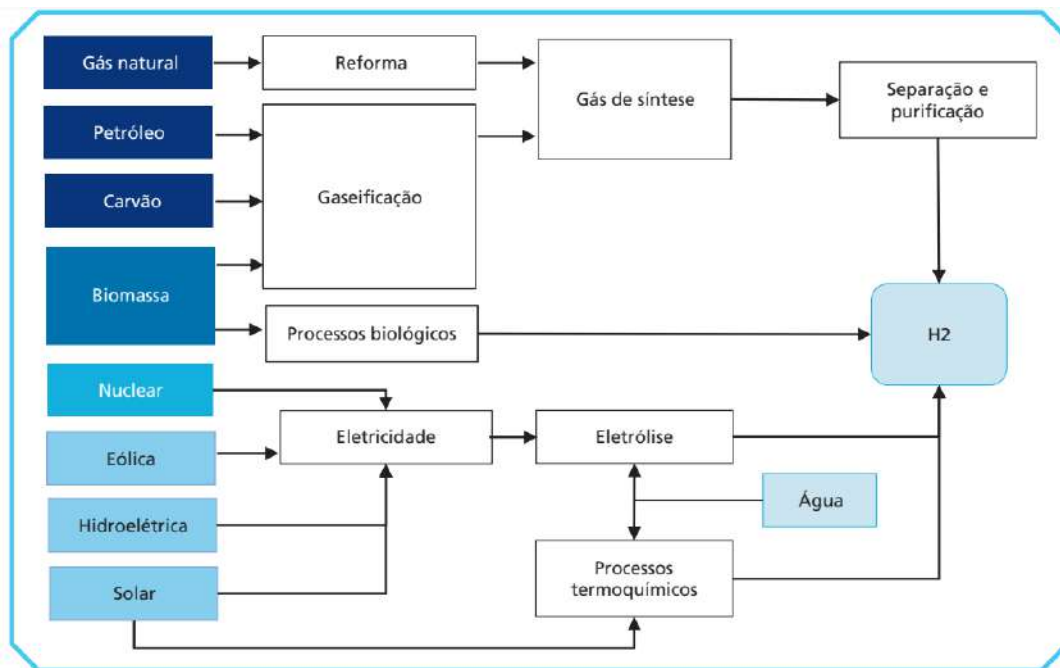 Gás natural
Reforma
Gás de síntese
Separação e
purificação
Petróleo
Carvão
Gaseificação
Biomassa
Processos biológicos
H2
Nuclear
Eólica
Eletricidade
Eletrólise
Água
Hidroelétrica
Solar
Processos
termoquímicos